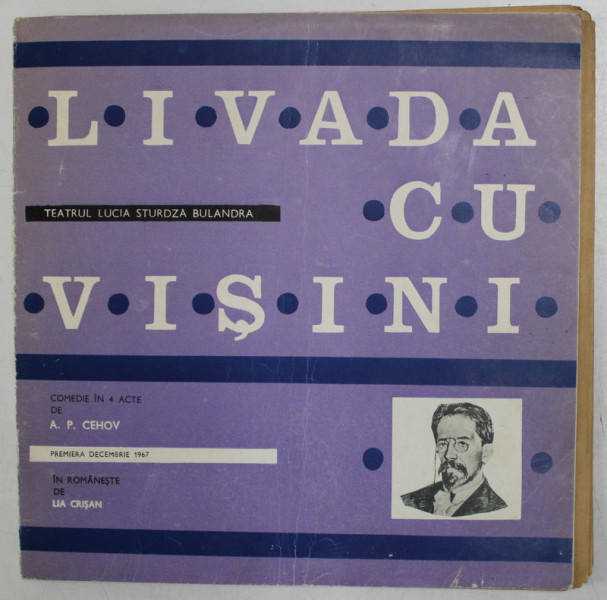 LIVADA
TEATRUL LUCIA STURDZA BULANDRA
CU
VIȘINI
COMEDIE ÎN 4 ACTE
DE
A. P. CEHOV
PREMIERA DECEMBRIE 1967
ÎN ROMÂNEȘTE
DE
LIA CRIȘAN